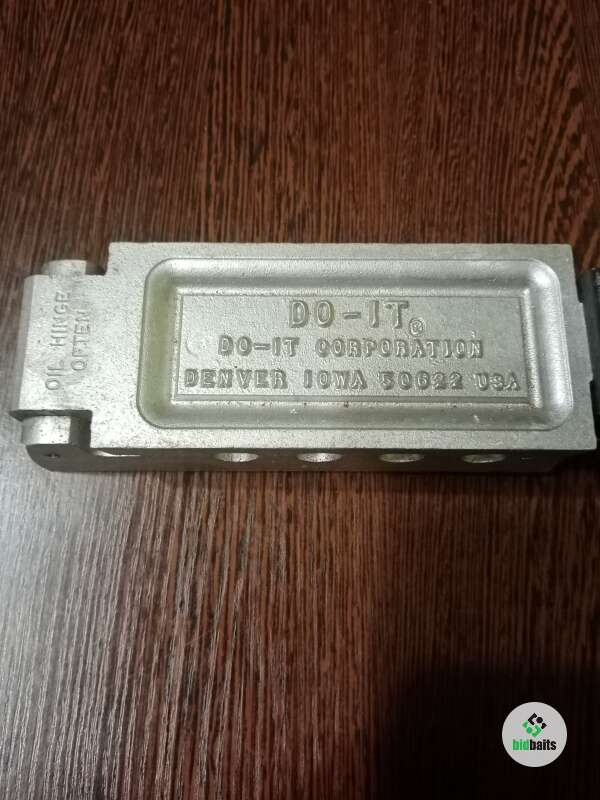 OIL HINGE
OFTEN
DO-IT®
DO-IT CORPORATION
DENVER IOWA 50622 USA
bidbaits